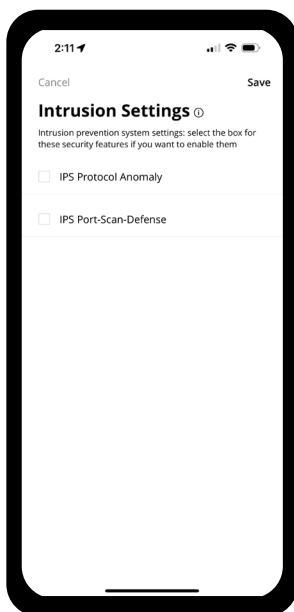 2:11
Cancel Save
Intrusion Settings
Intrusion prevention system settings: select the box for
these security features if you want to enable them
IPS Protocol Anomaly
IPS Port-Scan-Defense